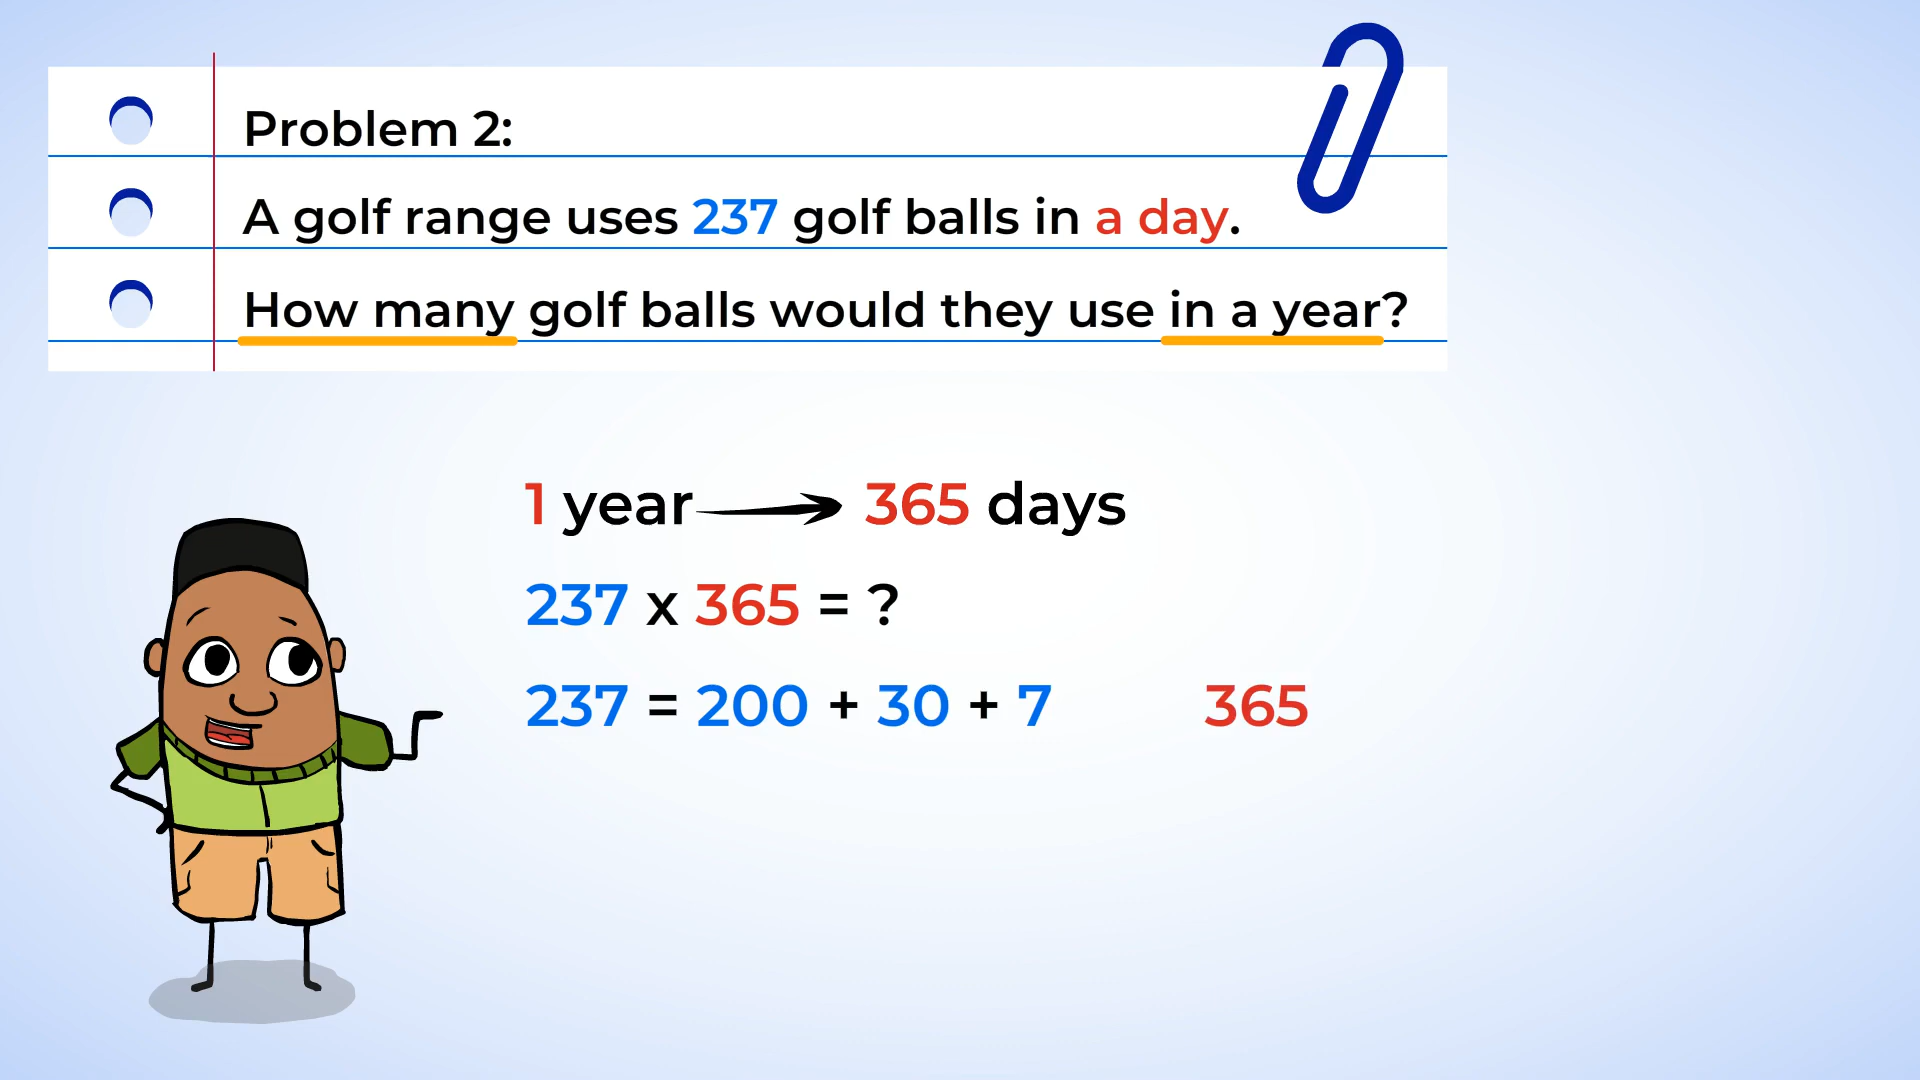 Problem 2:
A golf range uses 237 golf balls in a day.
How many golf balls would they use in a year?
1 year → 365 days
237 x 365 = ?
237 = 200 + 30 + 7 365